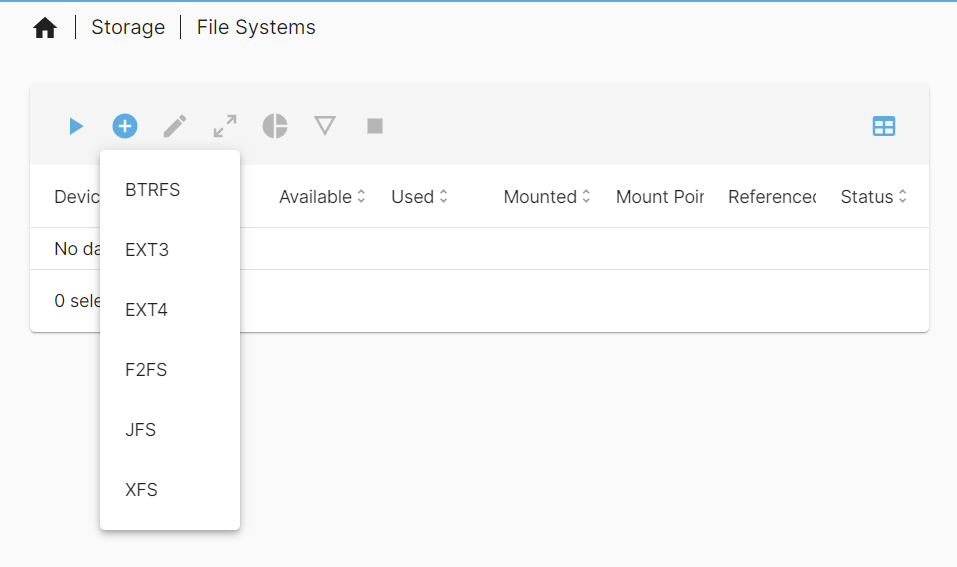 Storage File Systems
Devic Available Used Mounted Mount Poir Referenced Status
No da
0 sele
BTRFS
EXT3
EXT4
F2FS
JFS
XFS